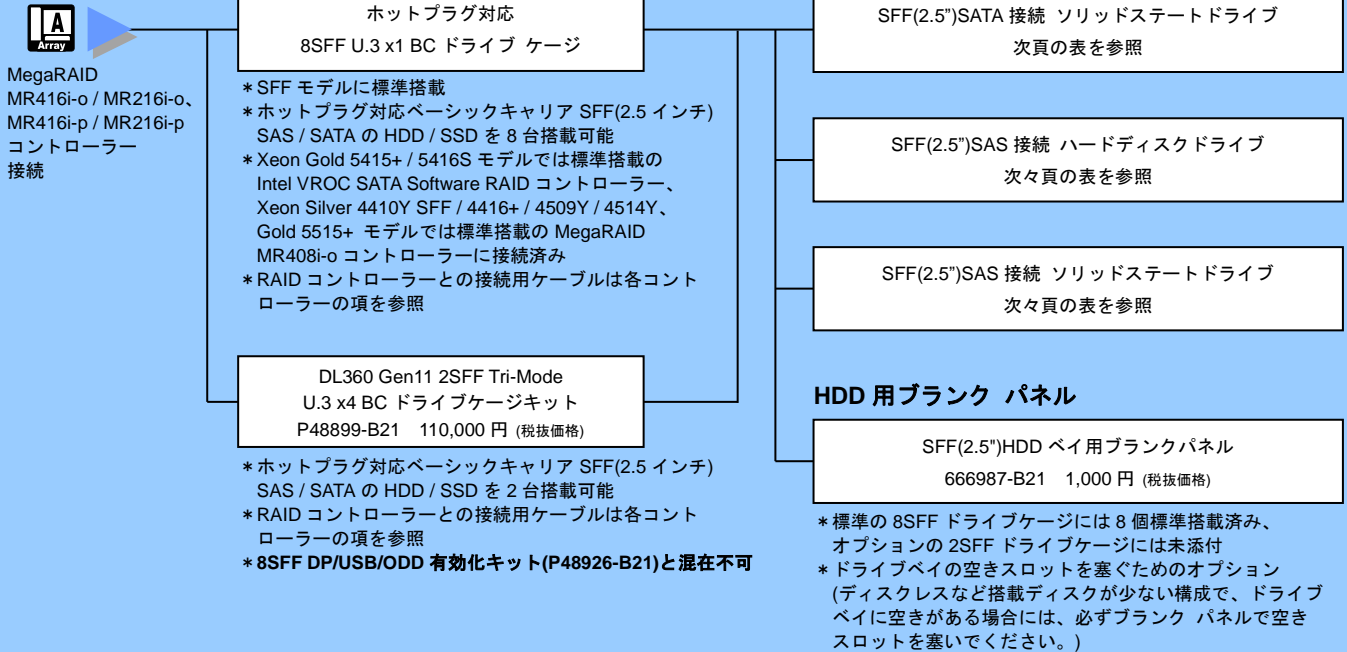 A
Array
MegaRAID
MR416i-o / MR216i-o、
MR416i-p / MR216i-p
コントローラー
接続
ホットプラグ対応
8SFF U.3 x1 BC ドライブ ケージ
＊SFF モデルに標準搭載
＊ホットプラグ対応ベーシックキャリア SFF(2.5 インチ)
SAS / SATA の HDD / SSD を 8 台搭載可能
＊Xeon Gold 5415+ / 5416S モデルでは標準搭載の
Intel VROC SATA Software RAID コントローラー、
Xeon Silver 4410Y SFF / 4416+ / 4509Y / 4514Y、
Gold 5515+ モデルでは標準搭載の MegaRAID
MR408i-o コントローラーに接続済み
＊RAID コントローラーとの接続用ケーブルは各コント
ローラーの項を参照
DL360 Gen11 2SFF Tri-Mode
U.3 x4 BC ドライブケージキット
P48899-B21 110,000 円 (税抜価格)
＊ホットプラグ対応ベーシックキャリア SFF(2.5 インチ)
SAS / SATA の HDD / SSD を 2 台搭載可能
＊RAID コントローラーとの接続用ケーブルは各コント
ローラーの項を参照
＊8SFF DP/USB/ODD 有効化キット(P48926-B21)と混在不可
SFF(2.5”)SATA 接続 ソリッドステートドライブ
次頁の表を参照
SFF(2.5”)SAS 接続 ハードディスクドライブ
次々頁の表を参照
SFF(2.5”)SAS 接続 ソリッドステートドライブ
次々頁の表を参照
HDD 用ブランク パネル
SFF(2.5")HDD ベイ用ブランクパネル
666987-B21 1,000 円 (税抜価格)
＊標準の 8SFF ドライブケージには 8 個標準搭載済み、
オプションの 2SFF ドライブケージには未添付
＊ドライブベイの空きスロットを塞ぐためのオプション
(ディスクレスなど搭載ディスクが少ない構成で、ドライブ
ベイに空きがある場合には、必ずブランク パネルで空き
スロットを塞いでください。)